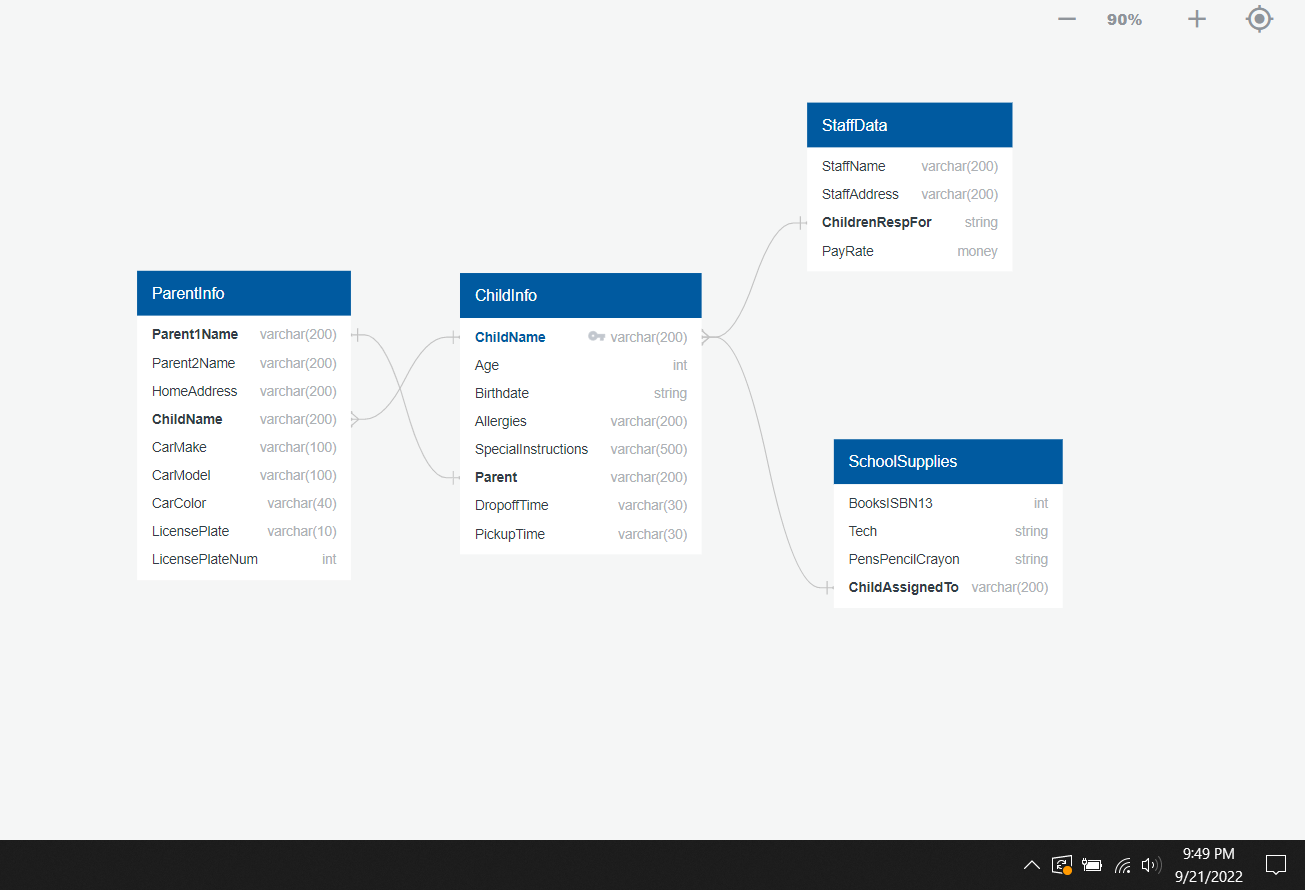 90%
StaffData
StaffName varchar(200)
StaffAddress varchar(200)
ChildrenRespFor string
PayRate money
ParentInfo
Parent1Name varchar(200)
Parent2Name varchar(200)
HomeAddress varchar(200)
ChildName varchar(200)
CarMake varchar(100)
CarModel varchar(100)
CarColor varchar(40)
LicensePlate varchar(10)
LicensePlateNum int
ChildInfo
ChildName varchar(200)
Age int
Birthdate string
Allergies varchar(200)
SpecialInstructions varchar(500)
Parent varchar(200)
DropoffTime varchar(30)
PickupTime varchar(30)
SchoolSupplies
BooksISBN13 int
Tech string
PensPencilCrayon string
ChildAssignedTo varchar(200)
9:49 PM
9/21/2022